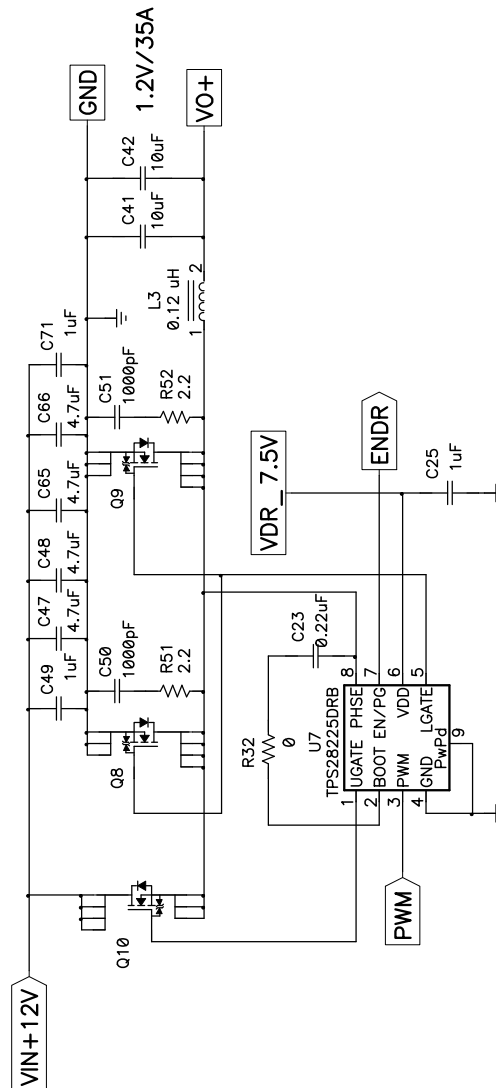 VIN+12V
GND
1.2V/35A
VO+
C49
1uF
C47
4.7uF
C48
4.7uF
C65
4.7uF
C66
4.7uF
C71
1uF
C50
1000pF
R51
2.2
C51
1000pF
R52
2.2
C41
10uF
C42
10uF
L3
0.12 uH
1
2
Q10
Q8
Q9
R32
0
C23
0.22uF
U7
TPS28225DRB
1
UGATE
PHSE
8
2
BOOT
EN/PG
7
3
PWM
VDD
6
4
GND
LGATE
5
PwPd
9
PWM
VDR_7.5V
ENDR
C25
1uF